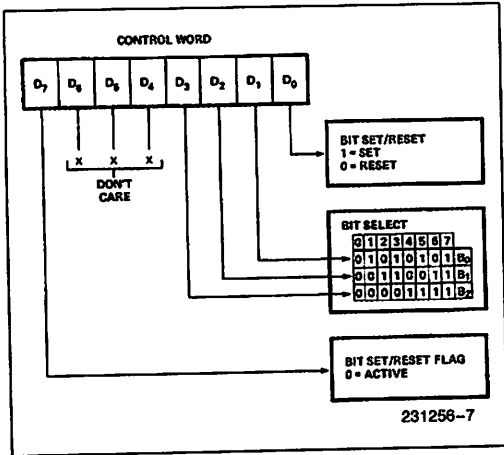 CONTROL WORD
D7 D6 D5 D4 D3 D2 D1 D0
X X X
DON'T
CARE
BIT SET/RESET
1 = SET
0 = RESET
BIT SELECT
0 1 2 3 4 5 6 7
0 1 0 1 0 1 0 1 B0
0 0 1 1 0 0 1 1 B1
0 0 0 0 1 1 1 1 B2
BIT SET/RESET FLAG
0 = ACTIVE
231256-7